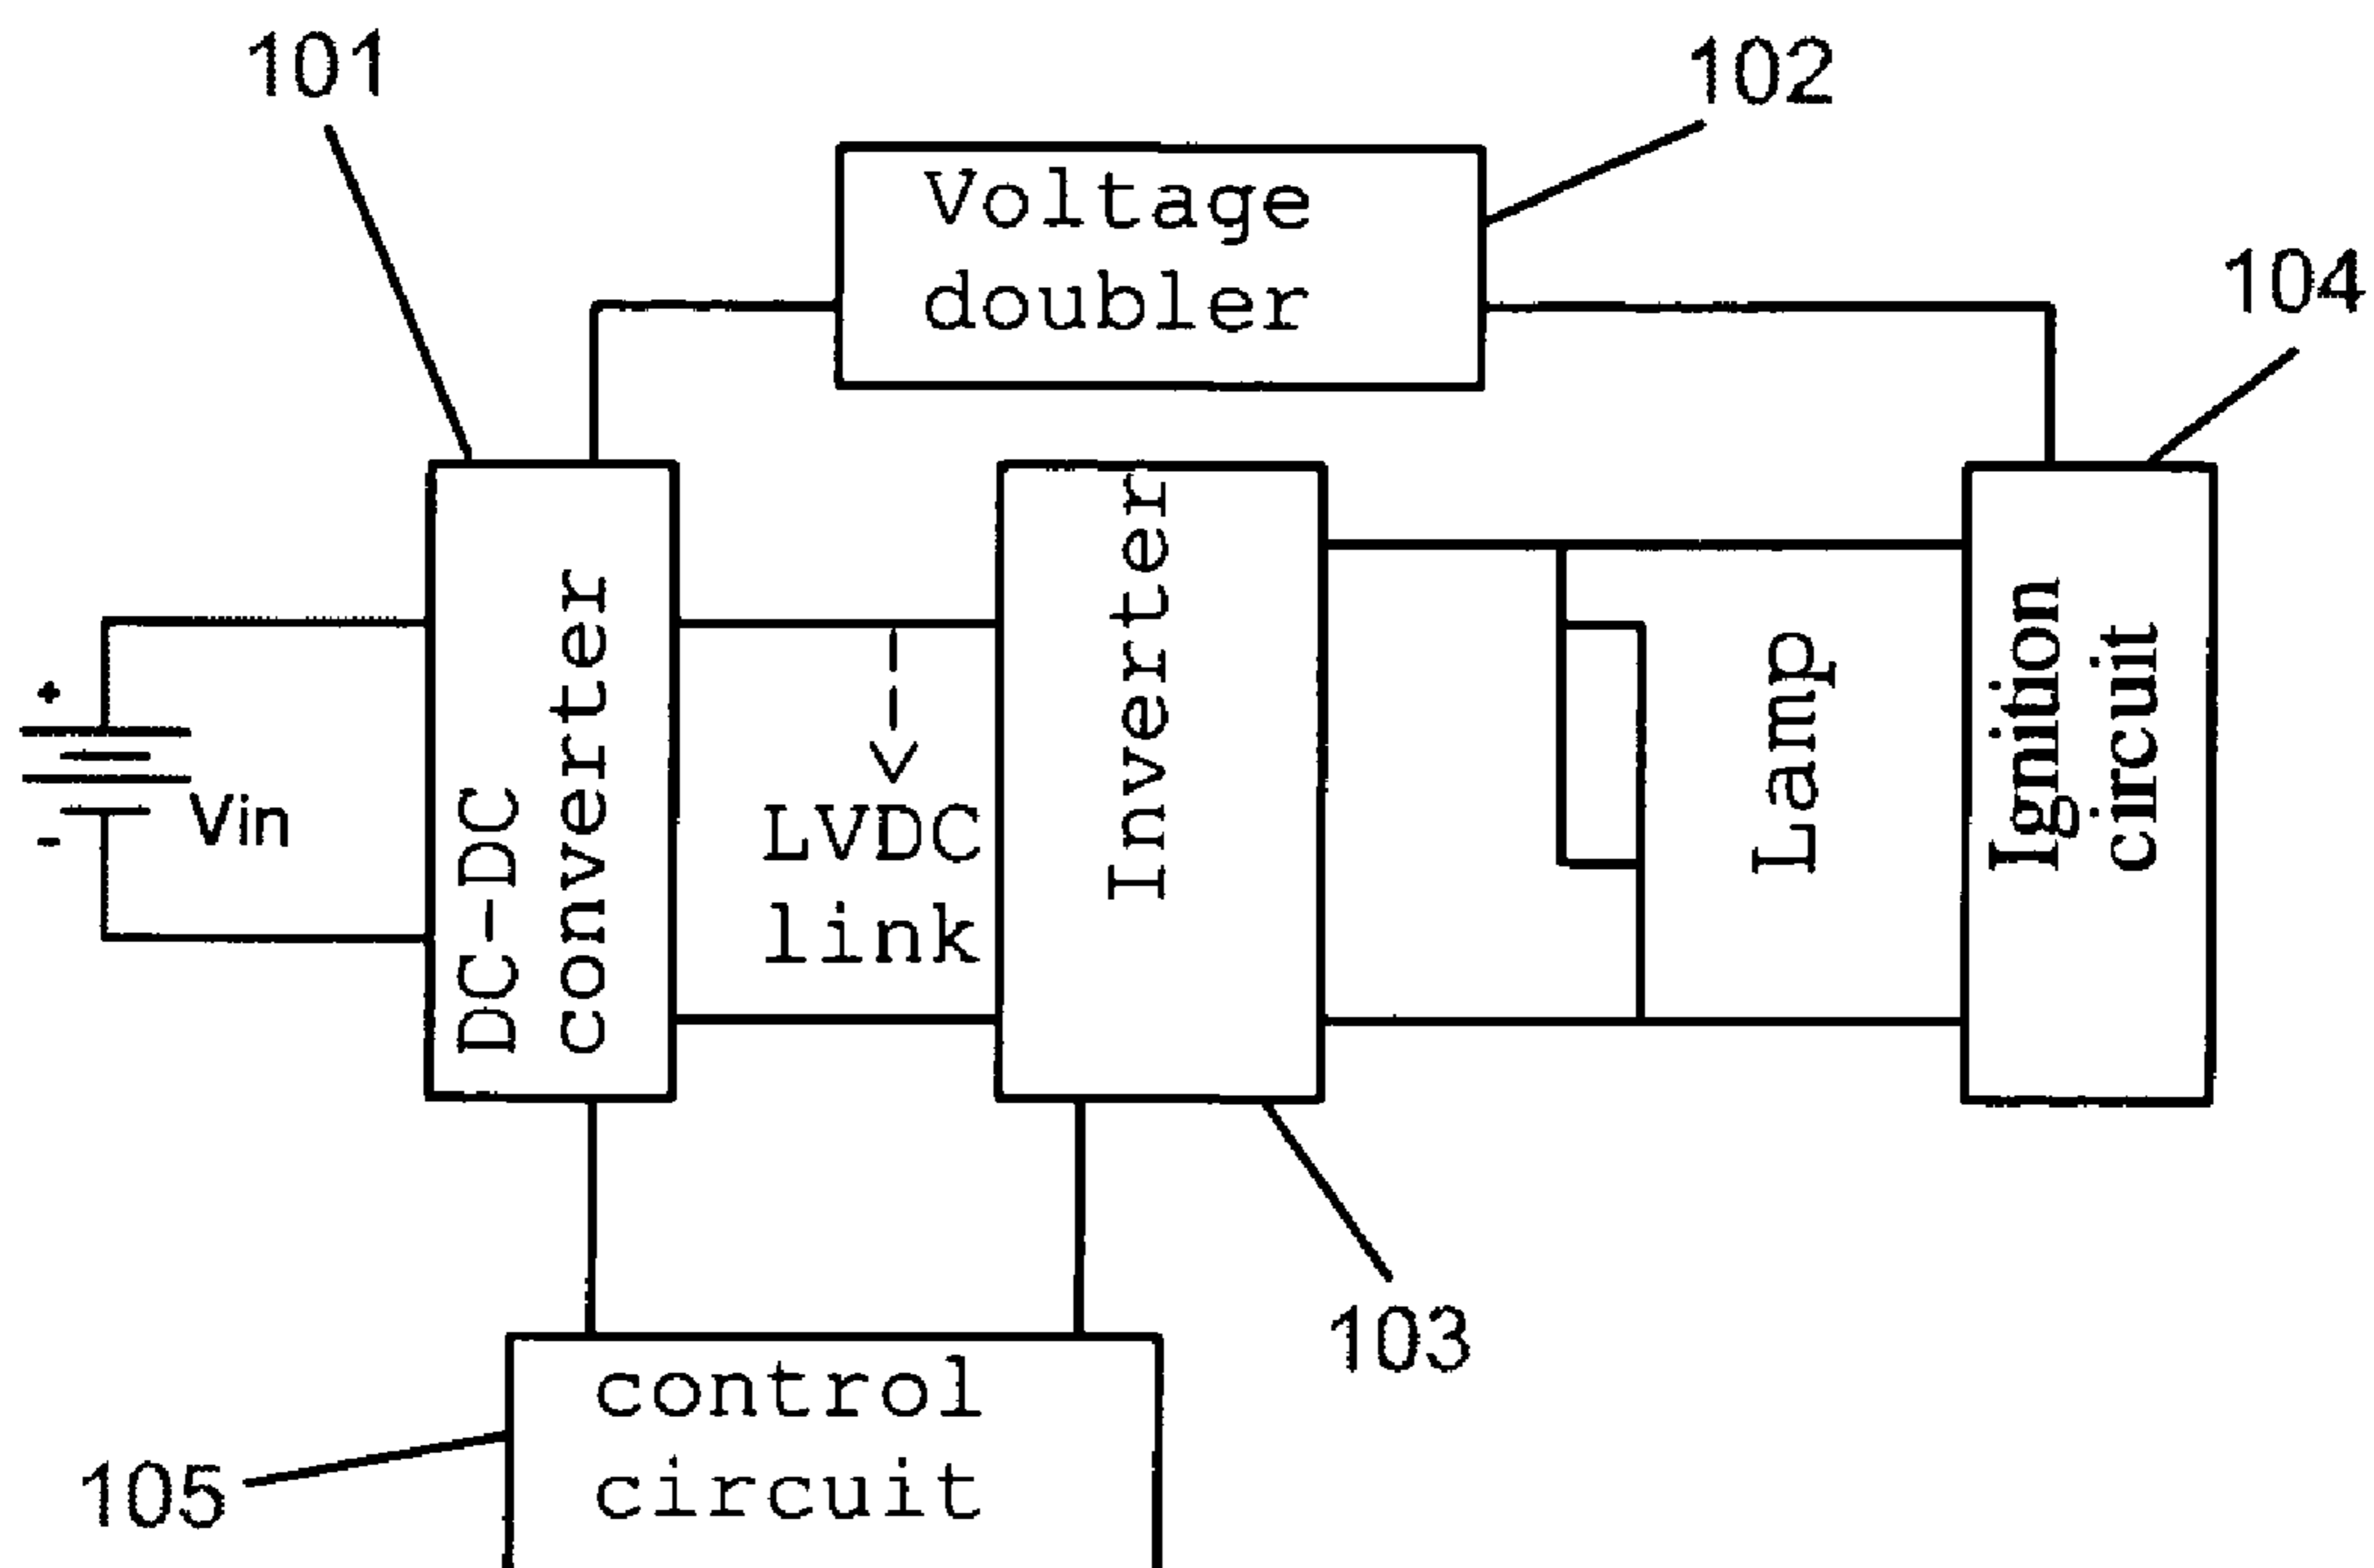 101
102
Voltage
doubler
104
DC-DC
converter
Inverter
Lamp
Ignition
circuit
+
-
Vin
LVDC
link
103
control
circuit
105